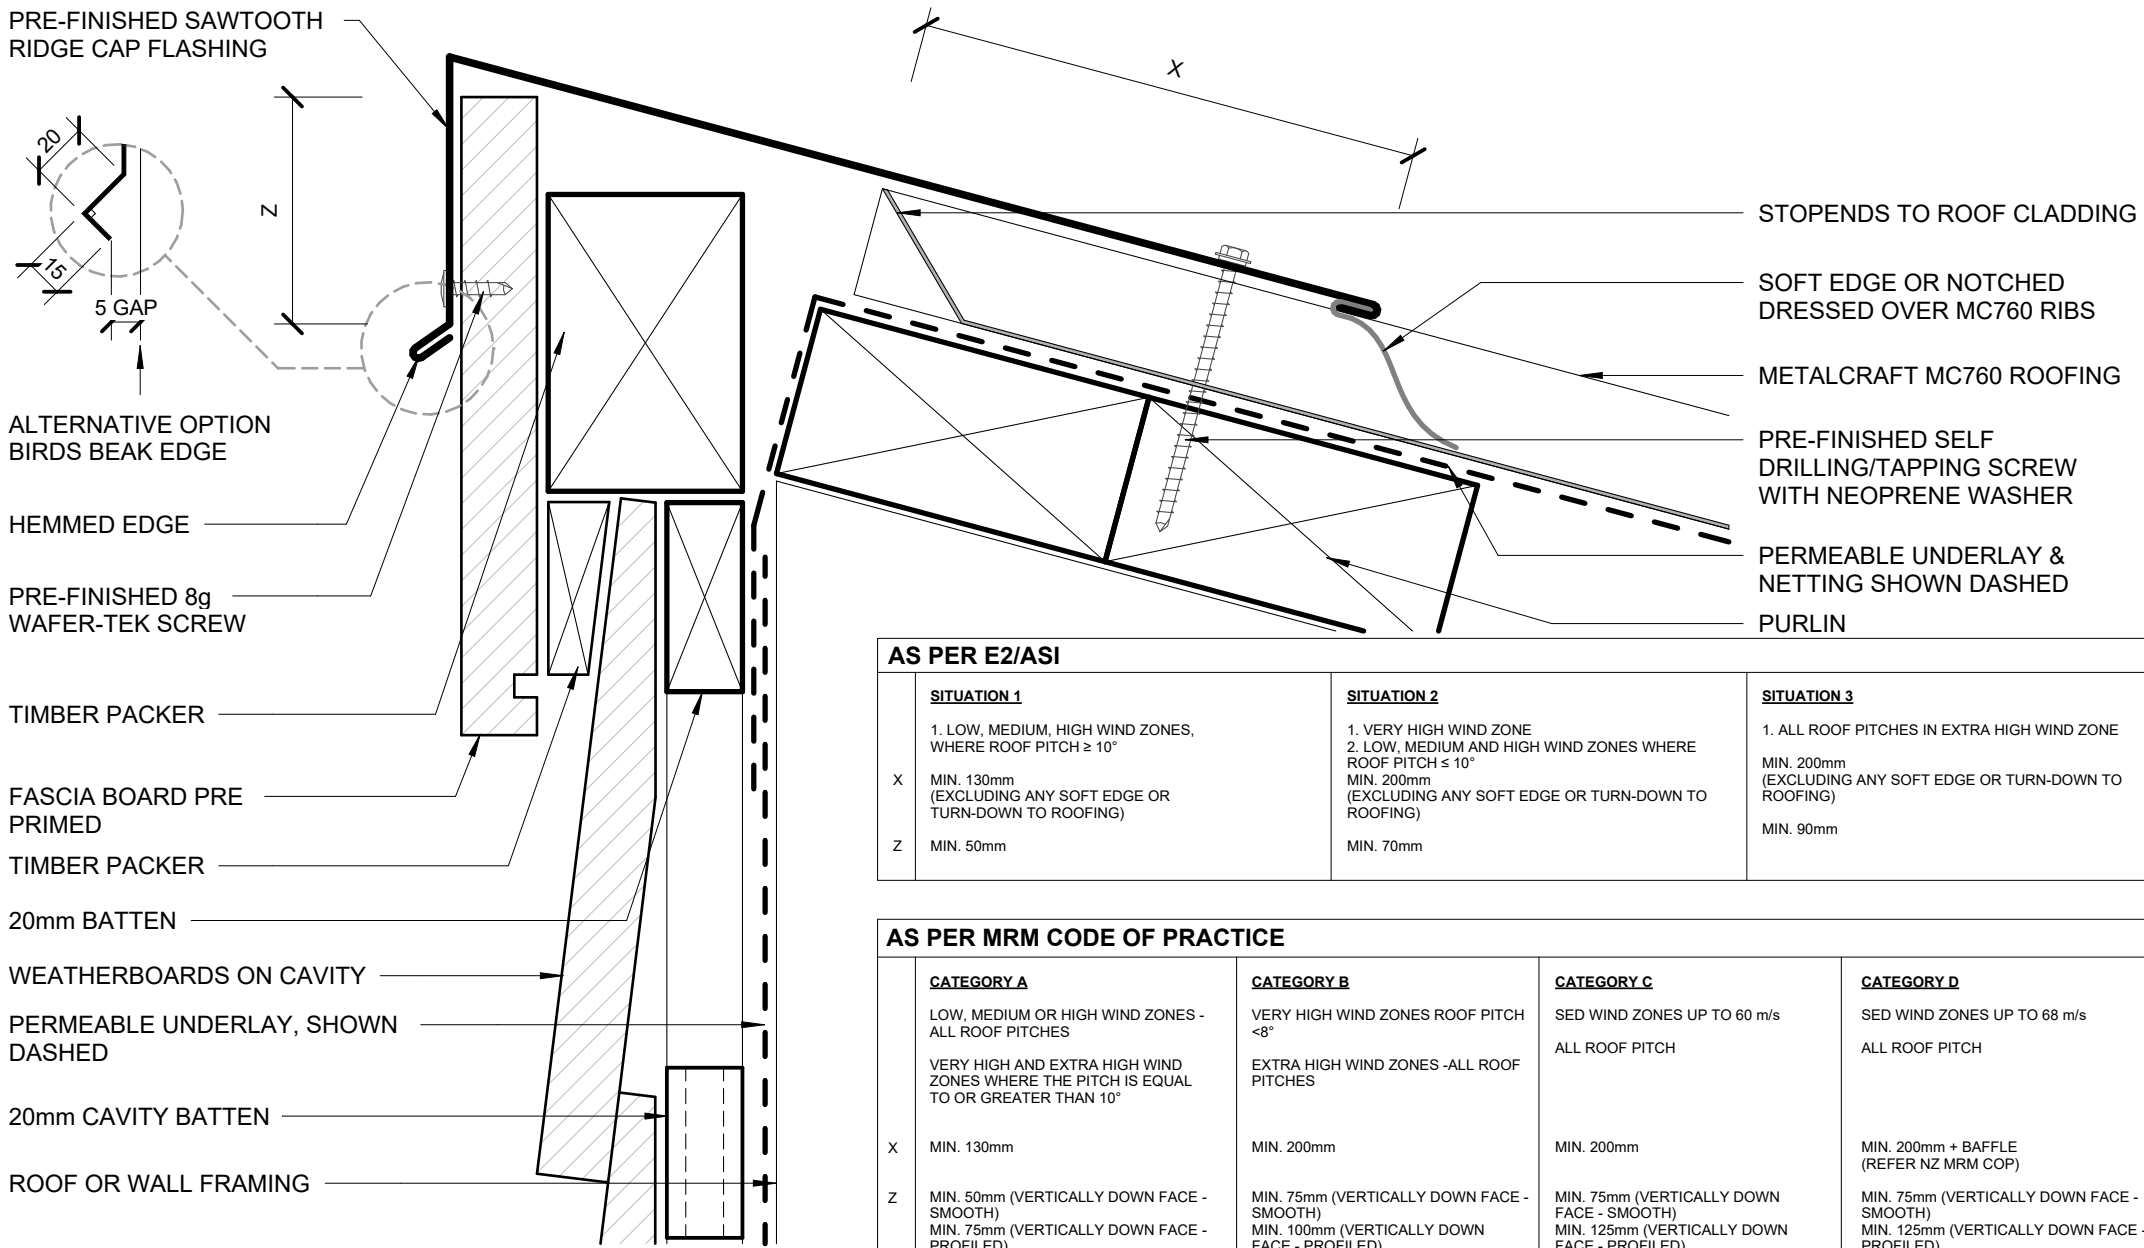 PRE-FINISHED SAWTOOTH
RIDGE CAP FLASHING
20
15
5 GAP
Z
X
ALTERNATIVE OPTION
BIRDS BEAK EDGE
HEMMED EDGE
PRE-FINISHED 8g
WAFER-TEK SCREW
TIMBER PACKER
FASCIA BOARD PRE
PRIMED
TIMBER PACKER
20mm BATTEN
WEATHERBOARDS ON CAVITY
PERMEABLE UNDERLAY, SHOWN
DASHED
20mm CAVITY BATTEN
ROOF OR WALL FRAMING
STOPENDS TO ROOF CLADDING
SOFT EDGE OR NOTCHED
DRESSED OVER MC760 RIBS
METALCRAFT MC760 ROOFING
PRE-FINISHED SELF
DRILLING/TAPPING SCREW
WITH NEOPRENE WASHER
PERMEABLE UNDERLAY &
NETTING SHOWN DASHED
PURLIN
AS PER E2/ASI
SITUATION 1
1. LOW, MEDIUM, HIGH WIND ZONES,
WHERE ROOF PITCH ≥ 10°
X
MIN. 130mm
(EXCLUDING ANY SOFT EDGE OR
TURN-DOWN TO ROOFING)
Z
MIN. 50mm
SITUATION 2
1. VERY HIGH WIND ZONE
2. LOW, MEDIUM AND HIGH WIND ZONES WHERE
ROOF PITCH ≤ 10°
MIN. 200mm
(EXCLUDING ANY SOFT EDGE OR TURN-DOWN TO
ROOFING)
MIN. 70mm
SITUATION 3
1. ALL ROOF PITCHES IN EXTRA HIGH WIND ZONE
MIN. 200mm
(EXCLUDING ANY SOFT EDGE OR TURN-DOWN TO
ROOFING)
MIN. 90mm
AS PER MRM CODE OF PRACTICE
CATEGORY A
LOW, MEDIUM OR HIGH WIND ZONES -
ALL ROOF PITCHES
VERY HIGH AND EXTRA HIGH WIND
ZONES WHERE THE PITCH IS EQUAL
TO OR GREATER THAN 10°
X
MIN. 130mm
Z
MIN. 50mm (VERTICALLY DOWN FACE -
SMOOTH)
MIN. 75mm (VERTICALLY DOWN FACE -
PROFILED)
CATEGORY B
VERY HIGH WIND ZONES ROOF PITCH
<8°
EXTRA HIGH WIND ZONES -ALL ROOF
PITCHES
MIN. 200mm
MIN. 75mm (VERTICALLY DOWN FACE -
SMOOTH)
MIN. 100mm (VERTICALLY DOWN
FACE - PROFILED)
CATEGORY C
SED WIND ZONES UP TO 60 m/s
ALL ROOF PITCH
MIN. 200mm
MIN. 75mm (VERTICALLY DOWN
FACE - SMOOTH)
MIN. 125mm (VERTICALLY DOWN
FACE - PROFILED)
CATEGORY D
SED WIND ZONES UP TO 68 m/s
ALL ROOF PITCH
MIN. 200mm + BAFFLE
(REFER NZ MRM COP)
MIN. 75mm (VERTICALLY DOWN FACE -
SMOOTH)
MIN. 125mm (VERTICALLY DOWN FACE -
PROFILED)